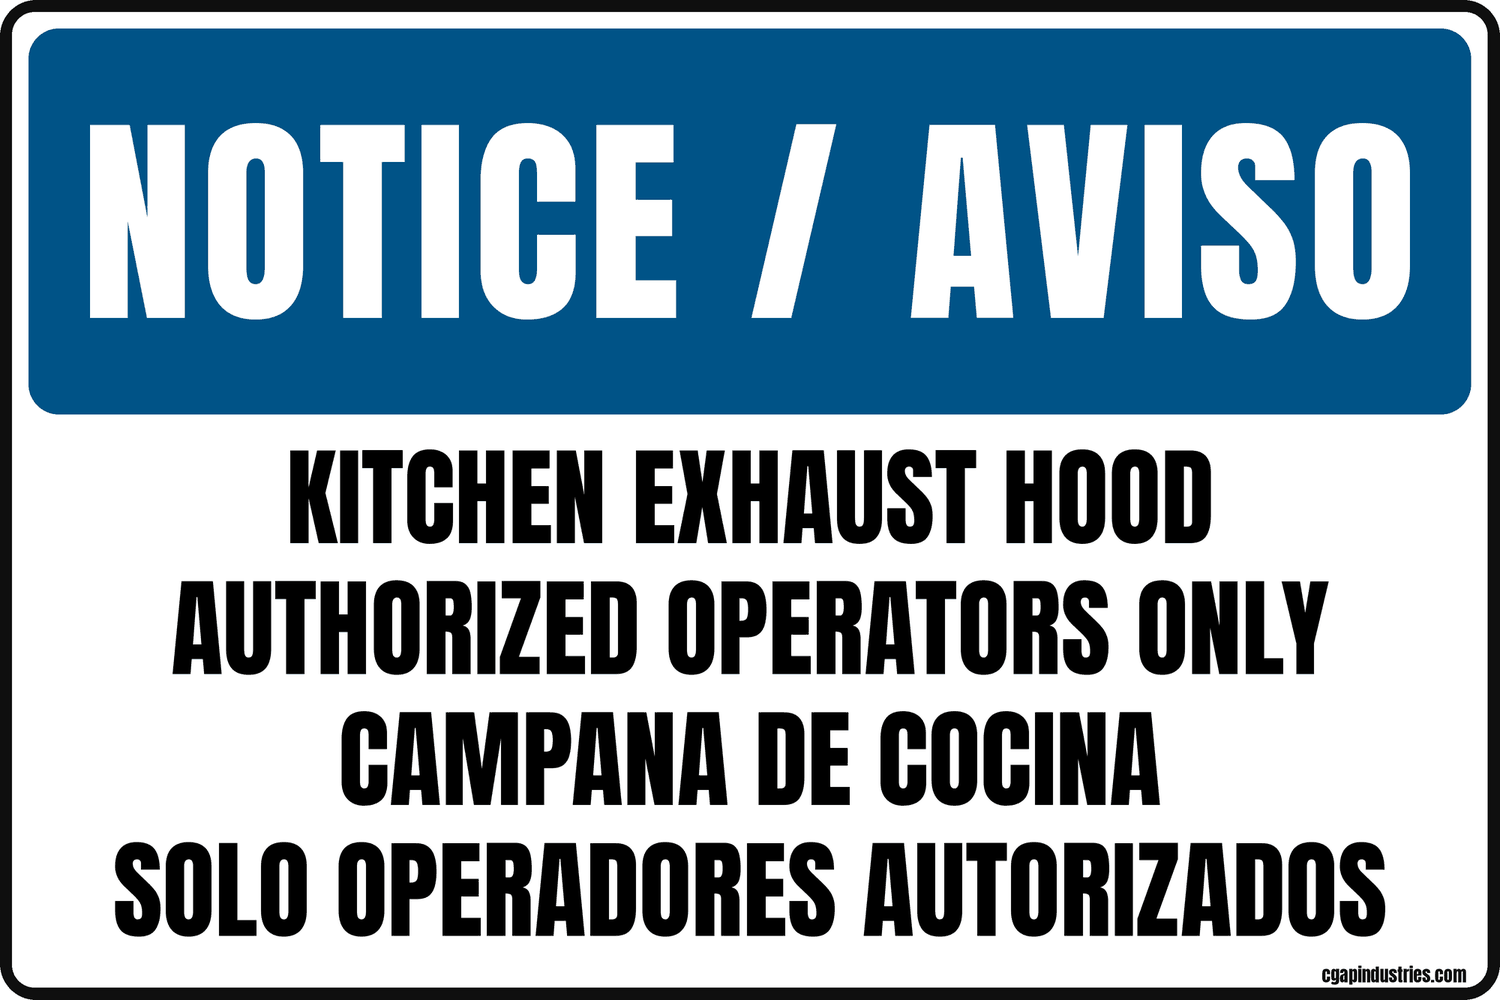 NOTICE / AVISO
KITCHEN EXHAUST HOOD
AUTHORIZED OPERATORS ONLY
CAMPANA DE COCINA
SOLO OPERADORES AUTORIZADOS
cgapindustries.com